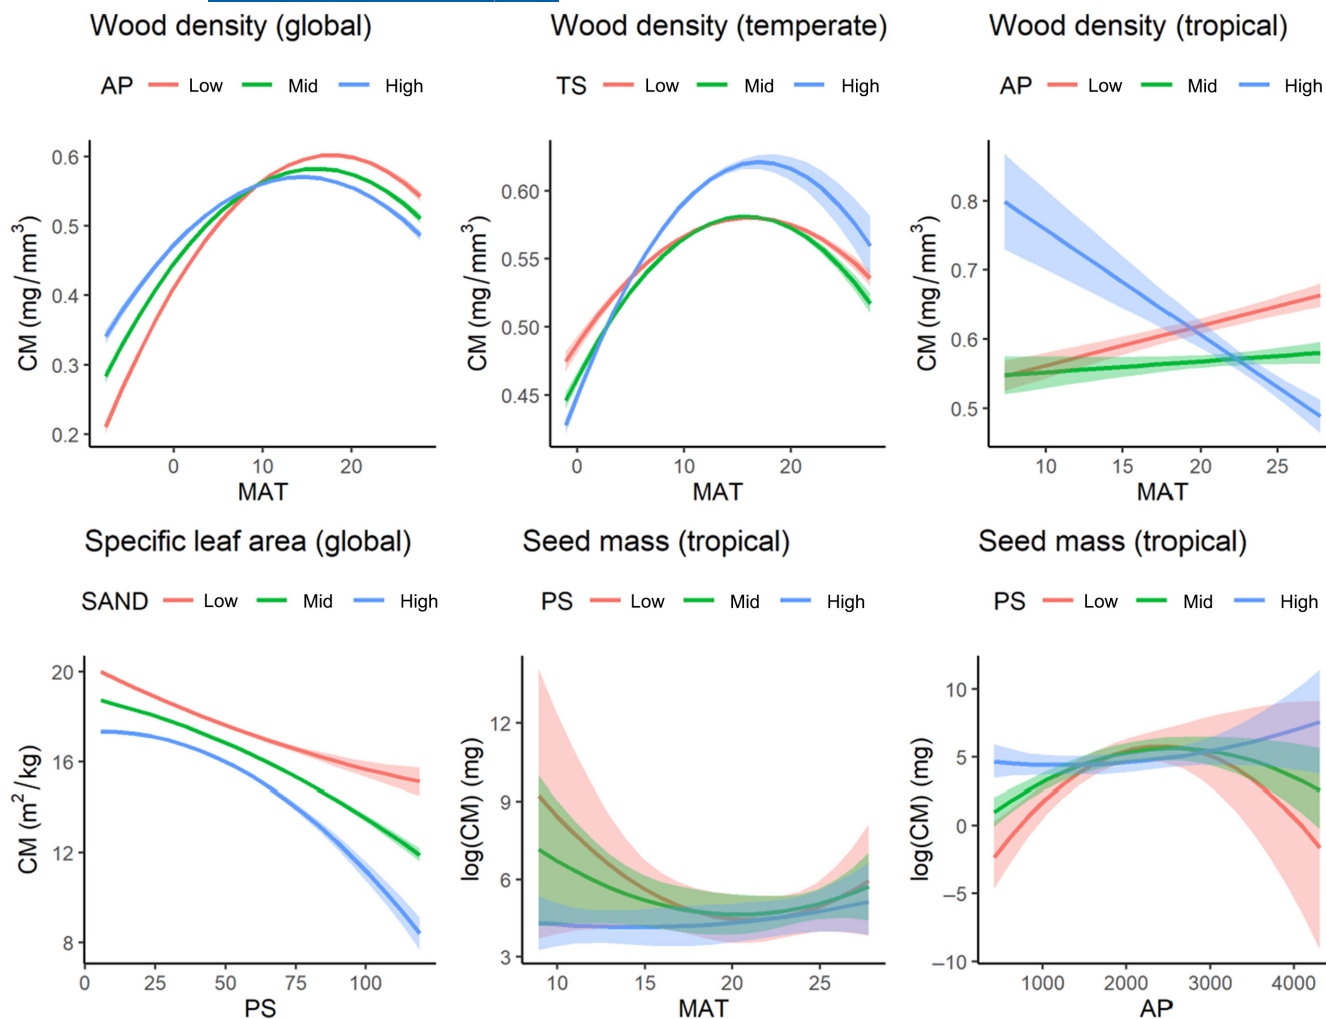 Wood density (global)
AP Low Mid High
CM (mg/mm³)
0.6
0.5
0.4
0.3
0.2
0 10 20
MAT
Wood density (temperate)
TS Low Mid High
CM (mg/mm³)
0.60
0.55
0.50
0.45
0 10 20
MAT
Wood density (tropical)
AP Low Mid High
CM (mg/mm³)
0.8
0.7
0.6
0.5
10 15 20 25
MAT
Specific leaf area (global)
SAND Low Mid High
CM (m²/kg)
20
16
12
8
0 25 50 75 100
PS
Seed mass (tropical)
PS Low Mid High
log(CM) (mg)
12
9
6
3
10 15 20 25
MAT
Seed mass (tropical)
PS Low Mid High
log(CM) (mg)
10
5
0
−5
−10
1000 2000 3000 4000
AP